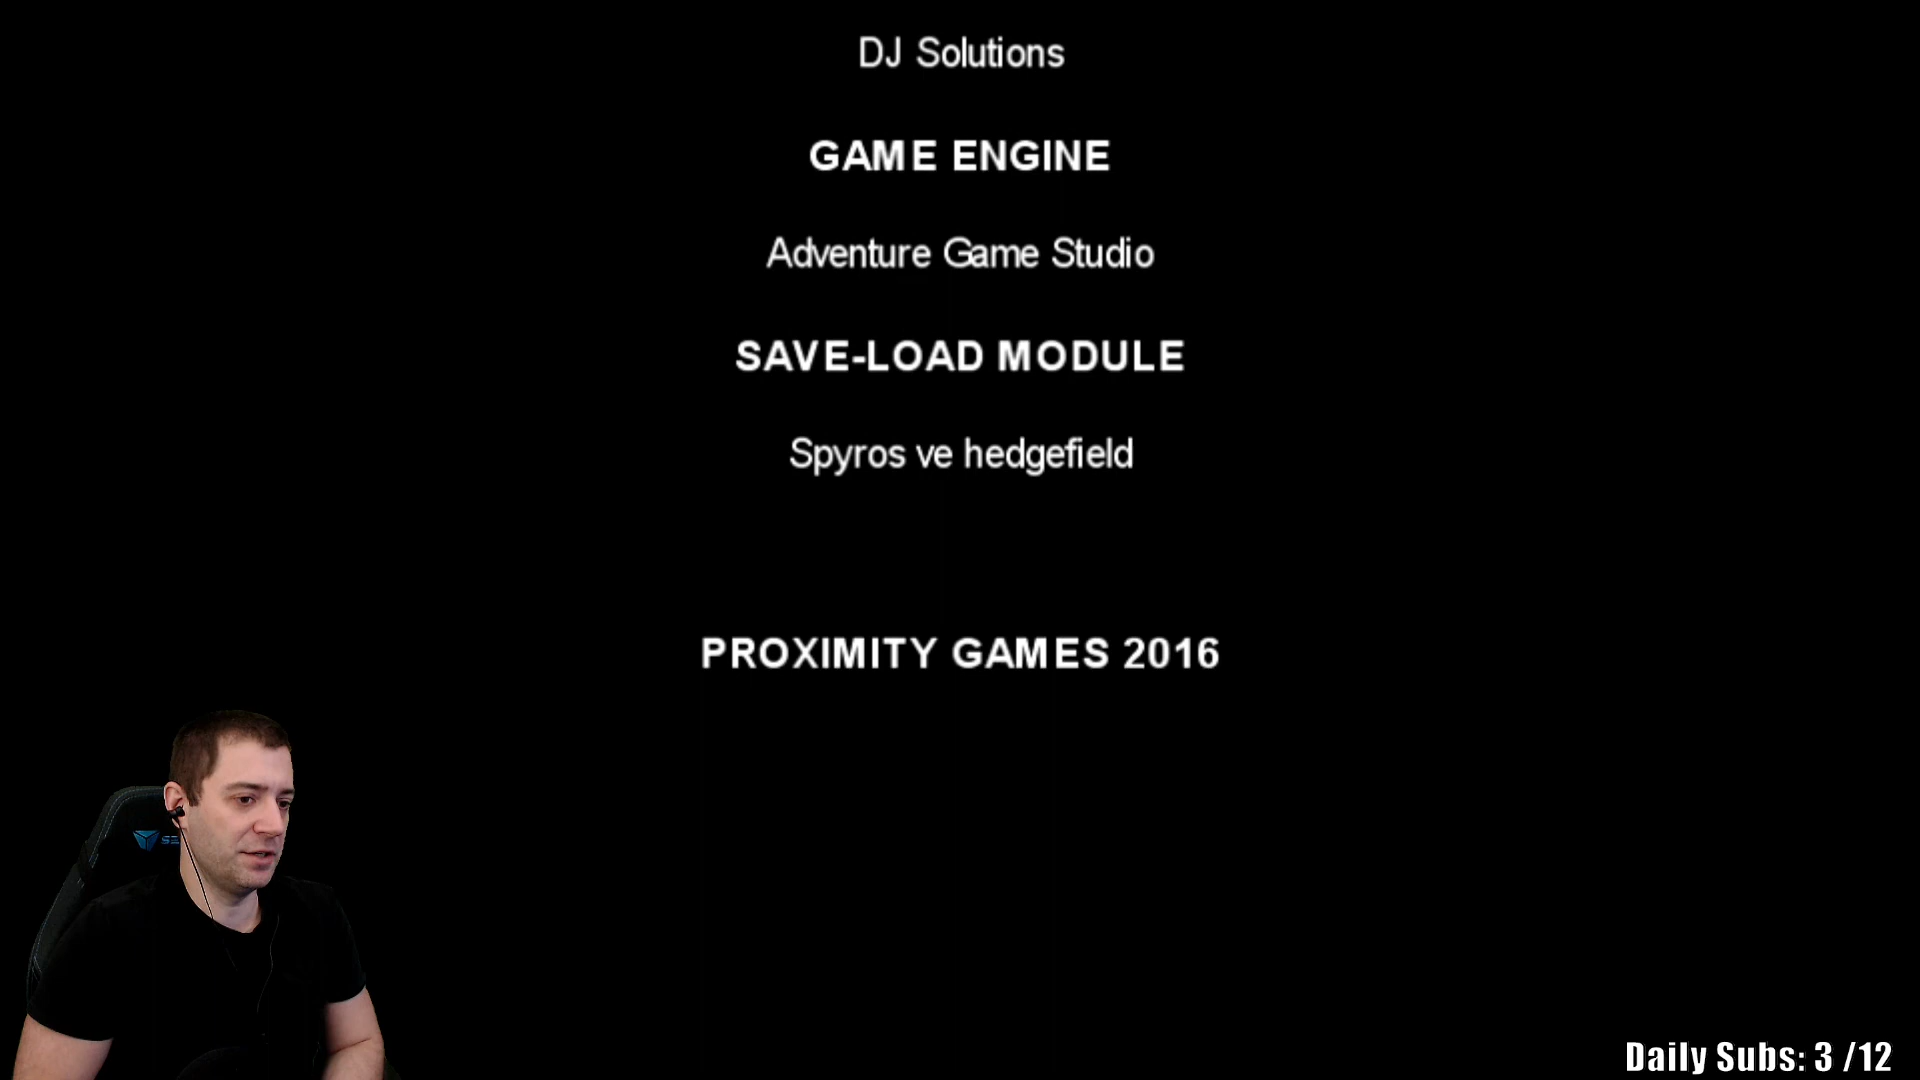 DJ Solutions
GAME ENGINE
Adventure Game Studio
SAVE-LOAD MODULE
Spyros ve hedgefield
PROXIMITY GAMES 2016
SE
Daily Subs: 3 /12